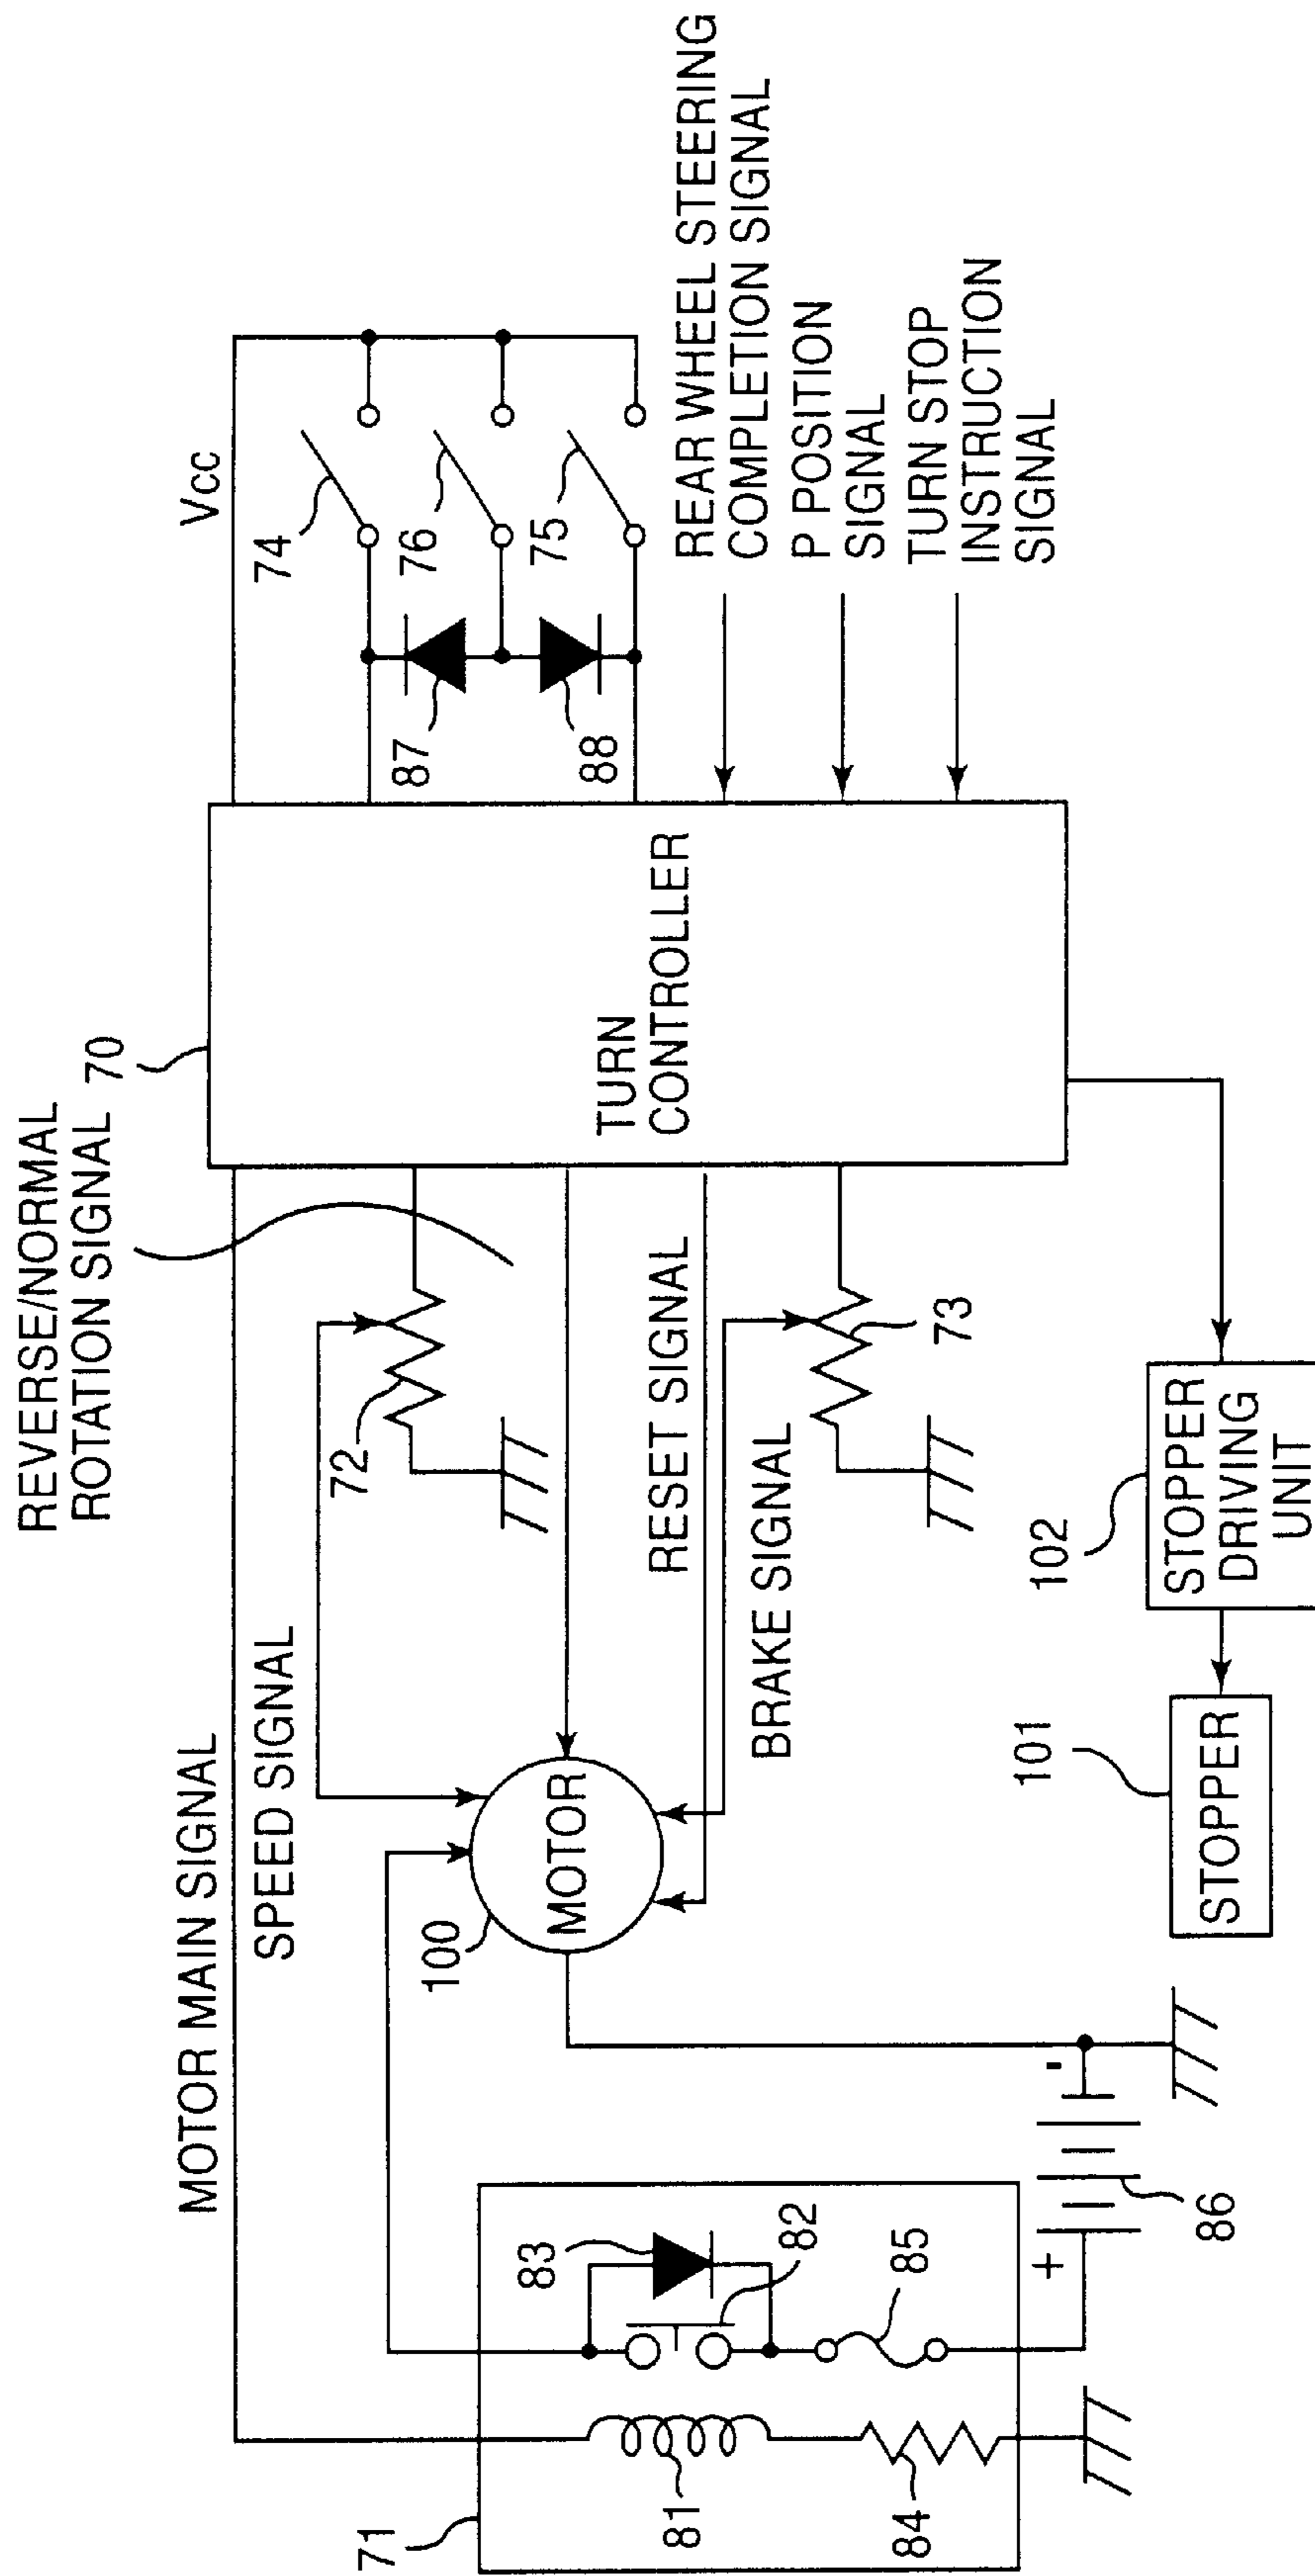 REVERSE/NORMAL
ROTATION SIGNAL
70
MOTOR MAIN SIGNAL
Vcc
SPEED SIGNAL
74
76
75
72
87
88
TURN
CONTROLLER
REAR WHEEL STEERING
COMPLETION SIGNAL
P POSITION
SIGNAL
TURN STOP
INSTRUCTION
SIGNAL
100
MOTOR
RESET SIGNAL
BRAKE SIGNAL
73
71
83
82
81
85
84
+
-
86
101
STOPPER
102
STOPPER
DRIVING
UNIT